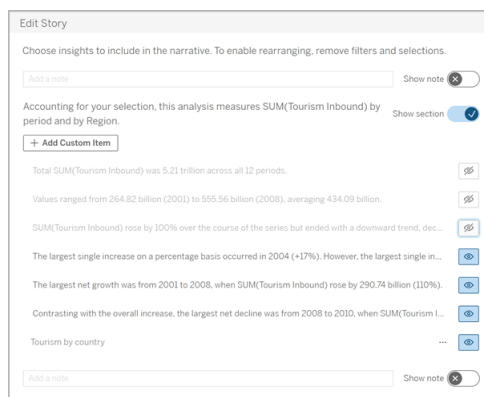 Edit Story
Choose insights to include in the narrative. To enable rearranging, remove filters and selections.
Add a note
Show note
Accounting for your selection, this analysis measures SUM(Tourism Inbound) by
period and by Region.
Show section
+ Add Custom Item
Total SUM(Tourism Inbound) was 5.21 trillion across all 12 periods.
Values ranged from 264.82 billion (2001) to 555.56 billion (2008), averaging 434.09 billion.
SUM(Tourism Inbound) rose by 100% over the course of the series but ended with a downward trend, dec...
The largest single increase on a percentage basis occurred in 2004 (+17%). However, the largest single in...
The largest net growth was from 2001 to 2008, when SUM(Tourism Inbound) rose by 290.74 billion (110%).
Contrasting with the overall increase, the largest net decline was from 2008 to 2010, when SUM(Tourism I...
Tourism by country ...
Add a note
Show note